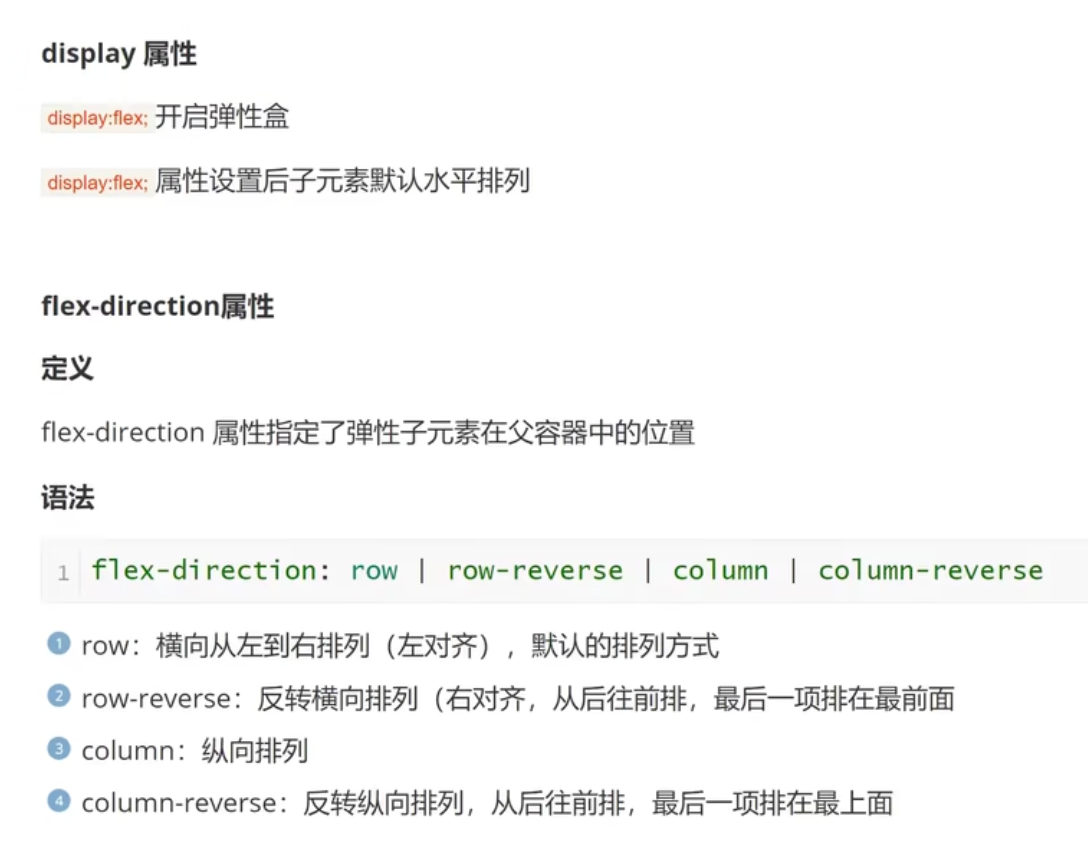 display 属性
display:flex; 开启弹性盒
display:flex; 属性设置后子元素默认水平排列
flex-direction属性
定义
flex-direction 属性指定了弹性子元素在父容器中的位置
语法
1 flex-direction: row | row-reverse | column | column-reverse
1 row：横向从左到右排列（左对齐），默认的排列方式
2 row-reverse：反转横向排列（右对齐，从后往前排，最后一项排在最前面
3 column：纵向排列
4 column-reverse：反转纵向排列，从后往前排，最后一项排在最上面